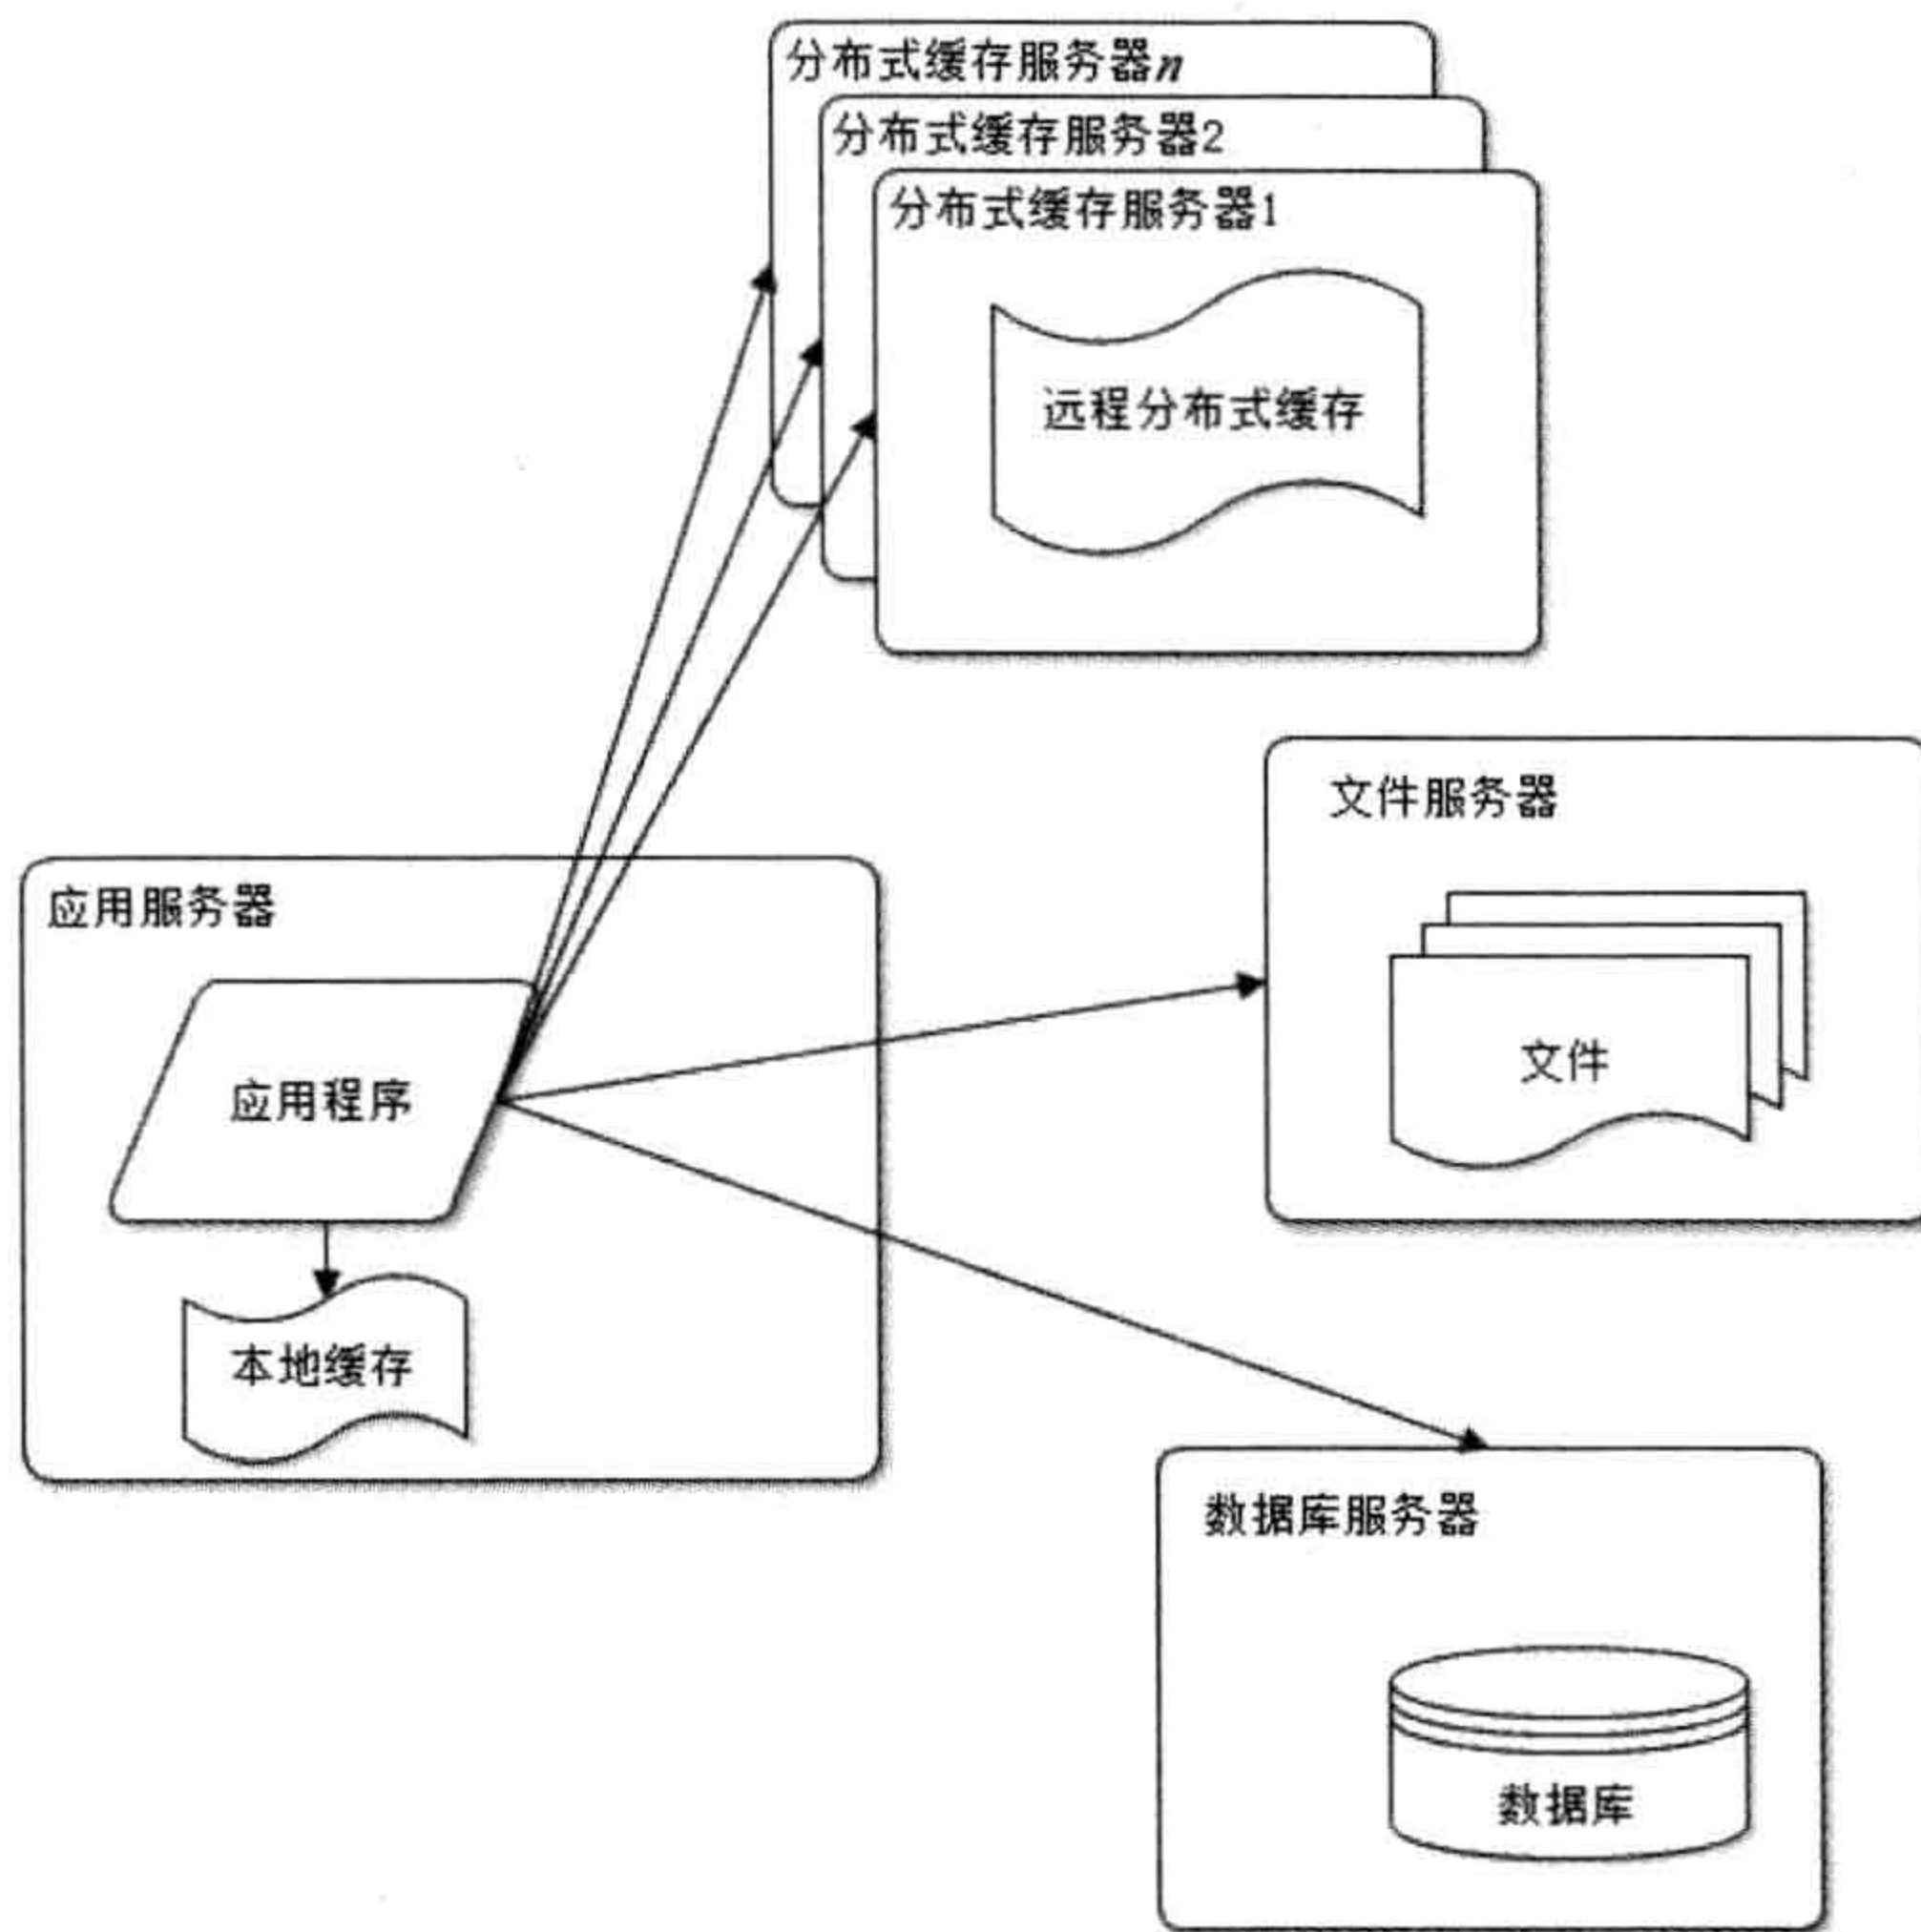 分布式缓存服务器n
分布式缓存服务器2
分布式缓存服务器1
远程分布式缓存
文件服务器
文件
应用服务器
应用程序
本地缓存
数据库服务器
数据库